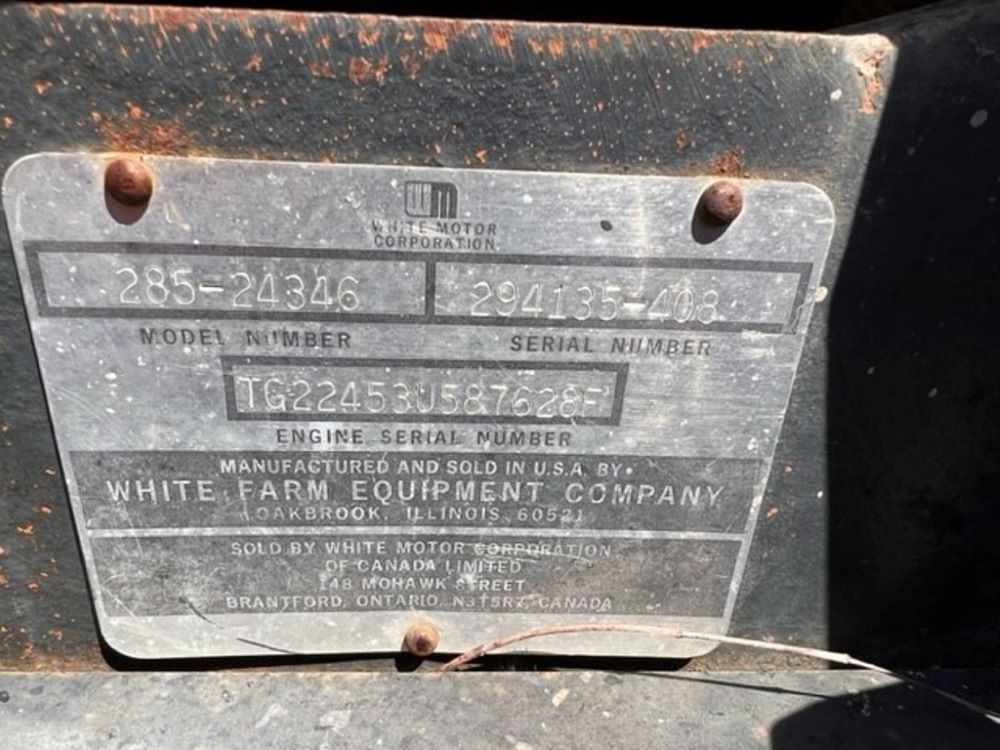 WM
WHITE MOTOR
CORPORATION
285-24346 294135-408
MODEL NUMBER SERIAL NUMBER
TG22453U587628F
ENGINE SERIAL NUMBER
MANUFACTURED AND SOLD IN U.S.A. BY
WHITE FARM EQUIPMENT COMPANY
OAKBROOK, ILLINOIS 60521
SOLD BY WHITE MOTOR CORPORATION
OF CANADA LIMITED
148 MOHAWK STREET
BRANTFORD, ONTARIO, N3T5R7, CANADA